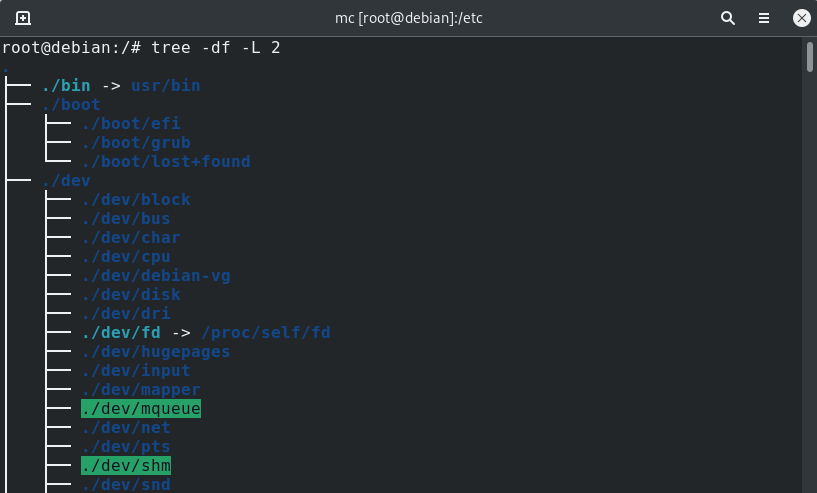 mc [root@debian]:/etc
root@debian:/# tree -df -L 2
.
├── ./bin -> usr/bin
├── ./boot
│   ├── ./boot/efi
│   ├── ./boot/grub
│   └── ./boot/lost+found
├── ./dev
│   ├── ./dev/block
│   ├── ./dev/bus
│   ├── ./dev/char
│   ├── ./dev/cpu
│   ├── ./dev/debian-vg
│   ├── ./dev/disk
│   ├── ./dev/dri
│   ├── ./dev/fd -> /proc/self/fd
│   ├── ./dev/hugepages
│   ├── ./dev/input
│   ├── ./dev/mapper
│   ├── ./dev/mqueue
│   ├── ./dev/net
│   ├── ./dev/pts
│   ├── ./dev/shm
│   ├── ./dev/snd